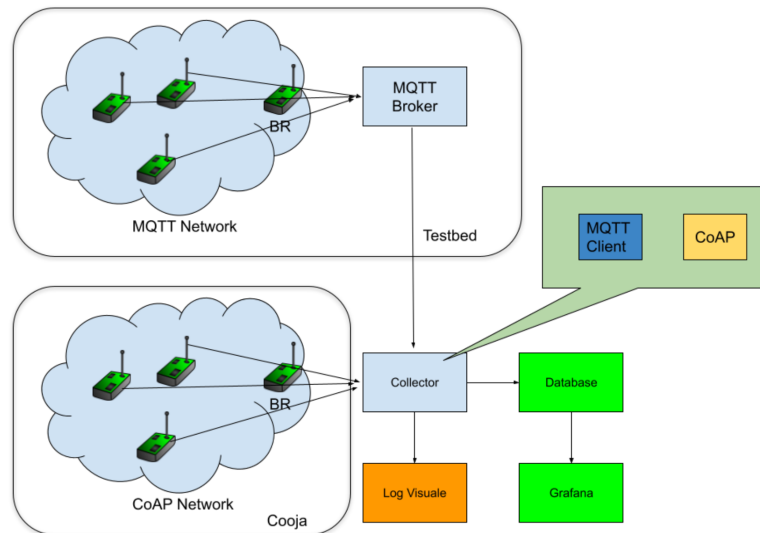 MQTT
Broker
BR
MQTT Network
Testbed
MQTT
Client
CoAP
Collector
Database
BR
CoAP Network
Cooja
Log Visuale
Grafana